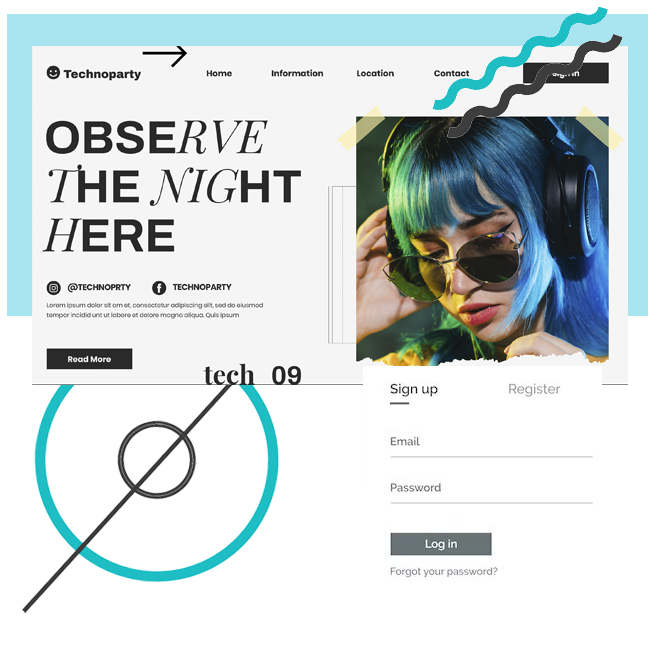 Technoparty
Home
Information
Location
Contact
Sign in
OBSERVE
THE NIGHT
HERE
@TECHNOPRTY
TECHNOPARTY
Lorem ipsum dolor sit am et, consectetur adipiscing alit, sed do eiusmod
tempor incidid unt ut labore et dolore magno aliqua. Quis ipsum
Read More
tech 09
Sign up
Register
Email
Password
Log in
Forgot your password?